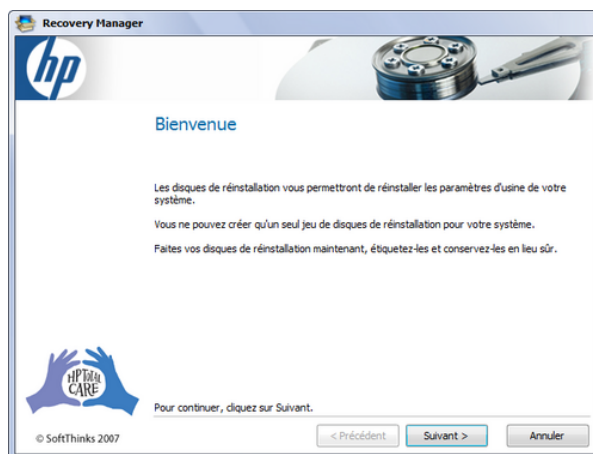 Recovery Manager
hp
Bienvenue
Les disques de réinstallation vous permettront de réinstaller les paramètres d'usine de votre
système.
Vous ne pouvez créer qu'un seul jeu de disques de réinstallation pour votre système.
Faites vos disques de réinstallation maintenant, étiquetez-les et conservez-les en lieu sûr.
HP TOTAL
CARE
Pour continuer, cliquez sur Suivant.
© SoftThinks 2007
< Précédent
Suivant >
Annuler